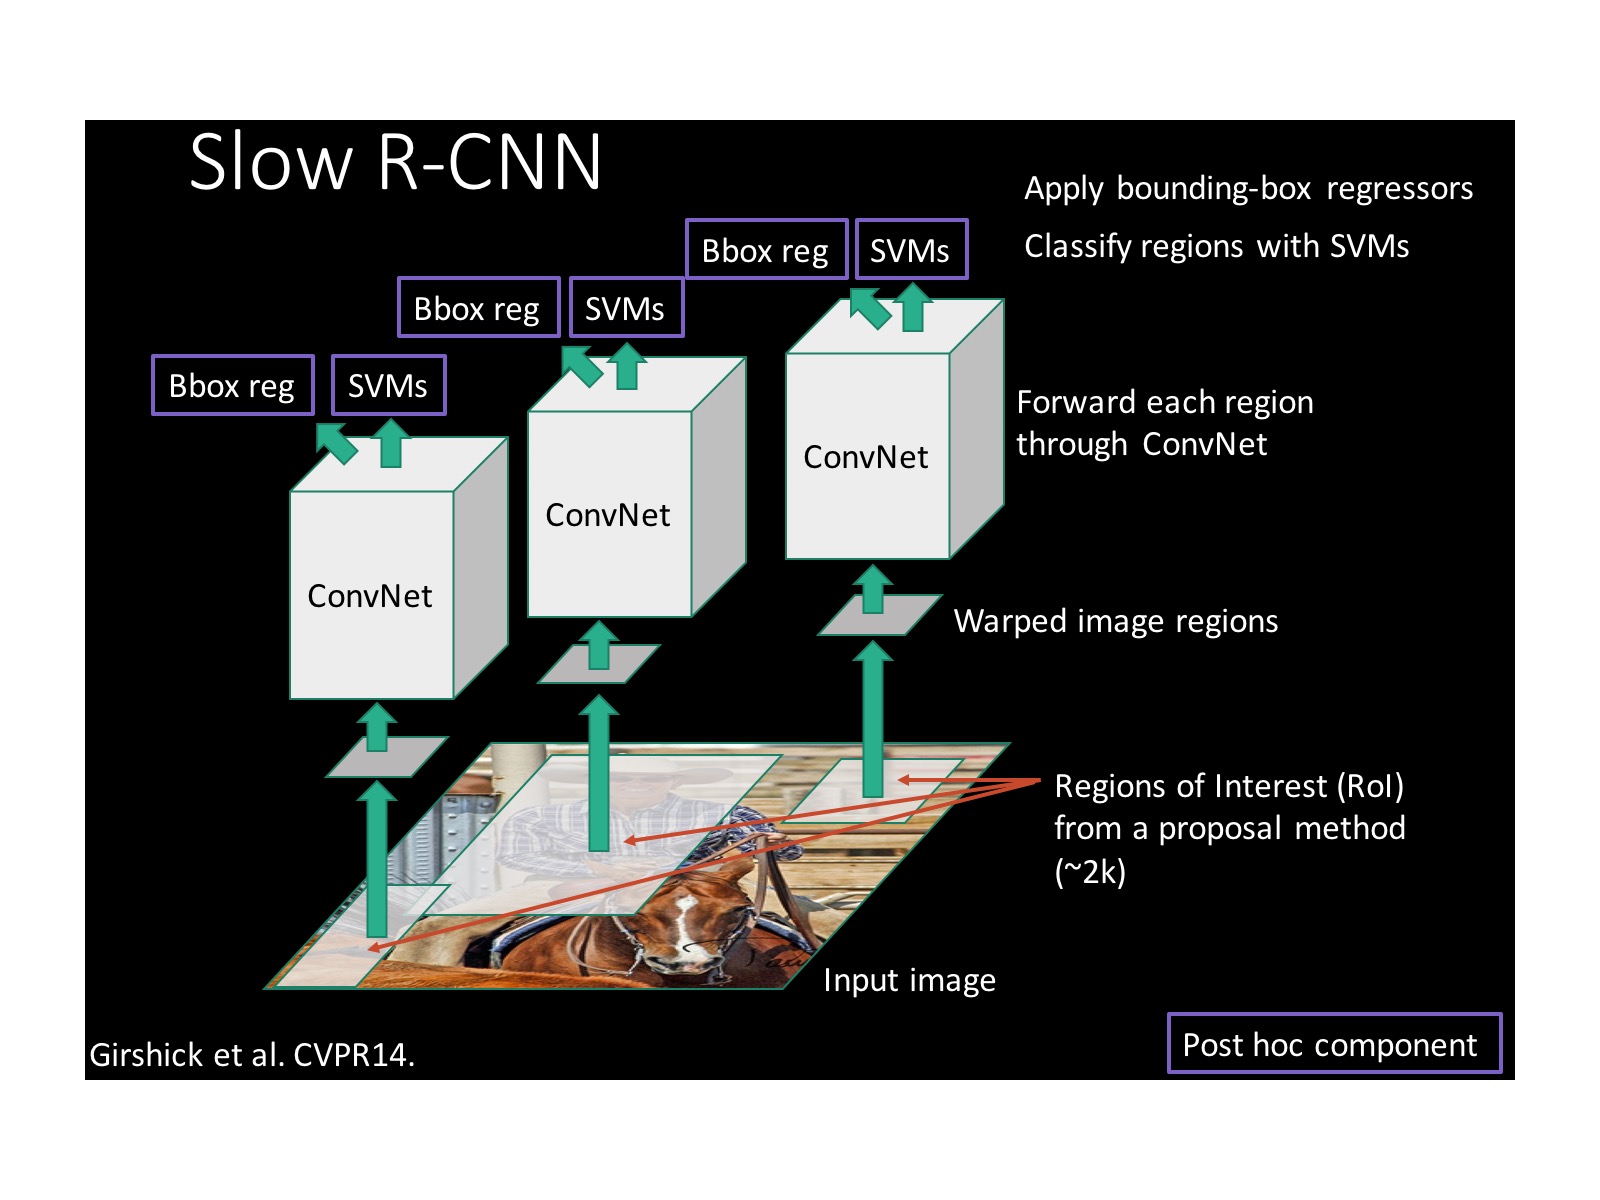 Slow R-CNN
Apply bounding-box regressors
Classify regions with SVMs
Bbox reg
SVMs
Bbox reg
SVMs
Bbox reg
SVMs
Forward each region
through ConvNet
ConvNet
ConvNet
ConvNet
Warped image regions
Regions of Interest (RoI)
from a proposal method
(~2k)
Input image
Post hoc component
Girshick et al. CVPR14.